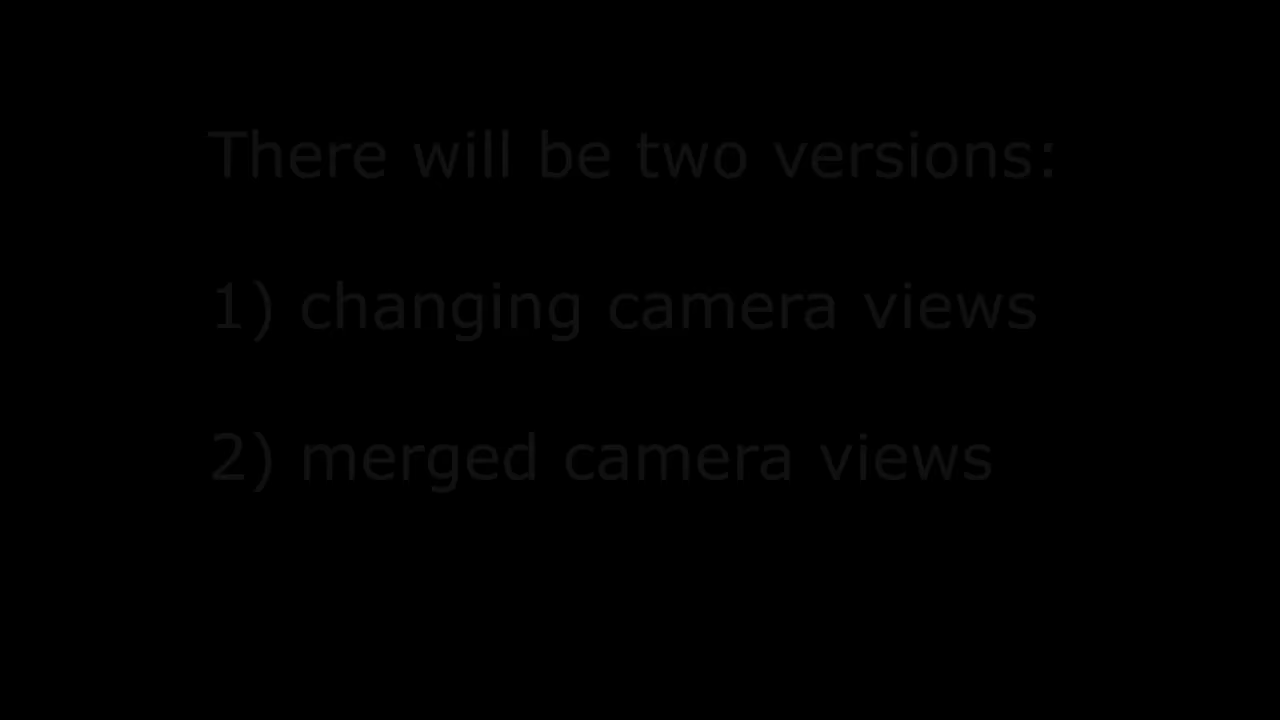 There will be two versions:
1) changing camera views
2) merged camera views